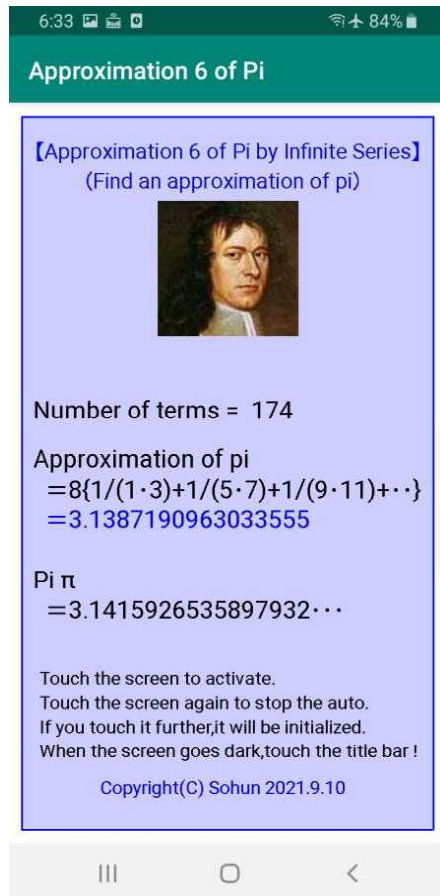 6:33 84%
Approximation 6 of Pi
【Approximation 6 of Pi by Infinite Series】
(Find an approximation of pi)
Number of terms = 174
Approximation of pi
=8{1/(1·3)+1/(5·7)+1/(9·11)+··}
=3.1387190963033555
Pi π
=3.1415926535897932···
Touch the screen to activate.
Touch the screen again to stop the auto.
If you touch it further,it will be initialized.
When the screen goes dark,touch the title bar !
Copyright(C) Sohun 2021.9.10